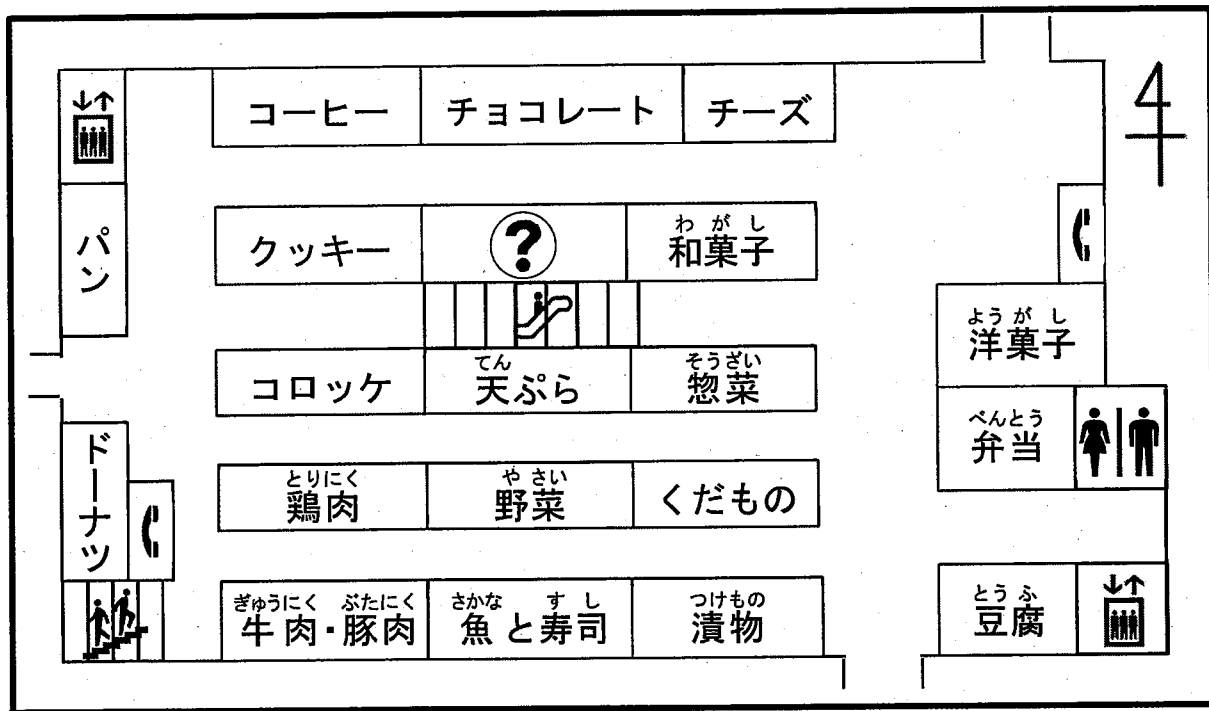 コーヒー
チョコレート
チーズ
パン
クッキー
?
わがし
和菓子
ようがし
洋菓子
コロッケ
てん
天ぷら
そうざい
惣菜
べんとう
弁当
ドーナツ
とりにく
鶏肉
やさい
野菜
くだもの
ぎゅうにく ぶたにく
牛肉・豚肉
さかな すし
魚と寿司
つけもの
漬物
とうふ
豆腐